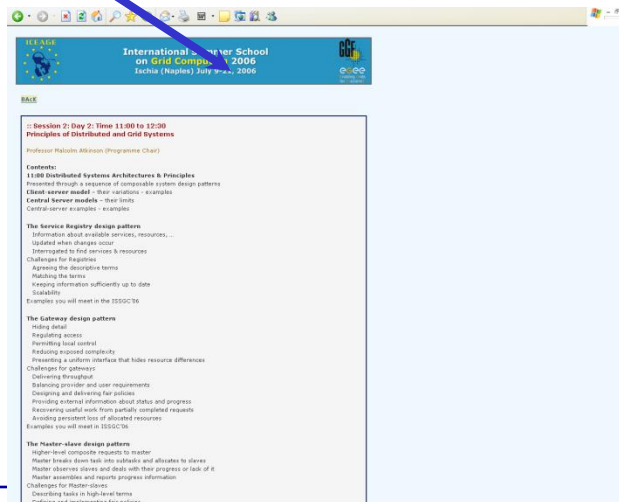 ICEAGE
International Summer School
on Grid Computing 2006
Ischia (Naples) July 9-21, 2006
GGF
egee
BAcK
:: Session 2: Day 2: Time 11:00 to 12:30
Principles of Distributed and Grid Systems
Professor Malcolm Atkinson (Programme Chair)
Contents:
11:00 Distributed Systems Architectures & Principles
Presented through a sequence of composable system design patterns
Client-server model - their variations - examples
Central Server models - their limits
Central-server examples - examples
The Service Registry design pattern
Information about available services, resources, ...
Updated when changes occur
Interrogated to find services & resources
Challenges for Registries
Agreeing the descriptive terms
Matching the terms
Keeping information sufficiently up to date
Scalability
Examples you will meet in the ISSGC'06
The Gateway design pattern
Hiding detail
Regulating access
Permitting local control
Reducing exposed complexity
Presenting a uniform interface that hides resource differences
Challenges for gateways
Delivering throughput
Balancing provider and user requirements
Designing and delivering fair policies
Providing external information about status and progress
Recovering useful work from partially completed requests
Avoiding persistent loss of allocated resources
Examples you will meet in ISSGC'06
The Master-slave design pattern
Higher-level composite requests to master
Master breaks down task into subtasks and allocates to slaves
Master observes slaves and deals with their progress or lack of it
Master assembles and reports progress information
Challenges for Master-slaves
Describing tasks in high-level terms
Defining and implementing fair policies